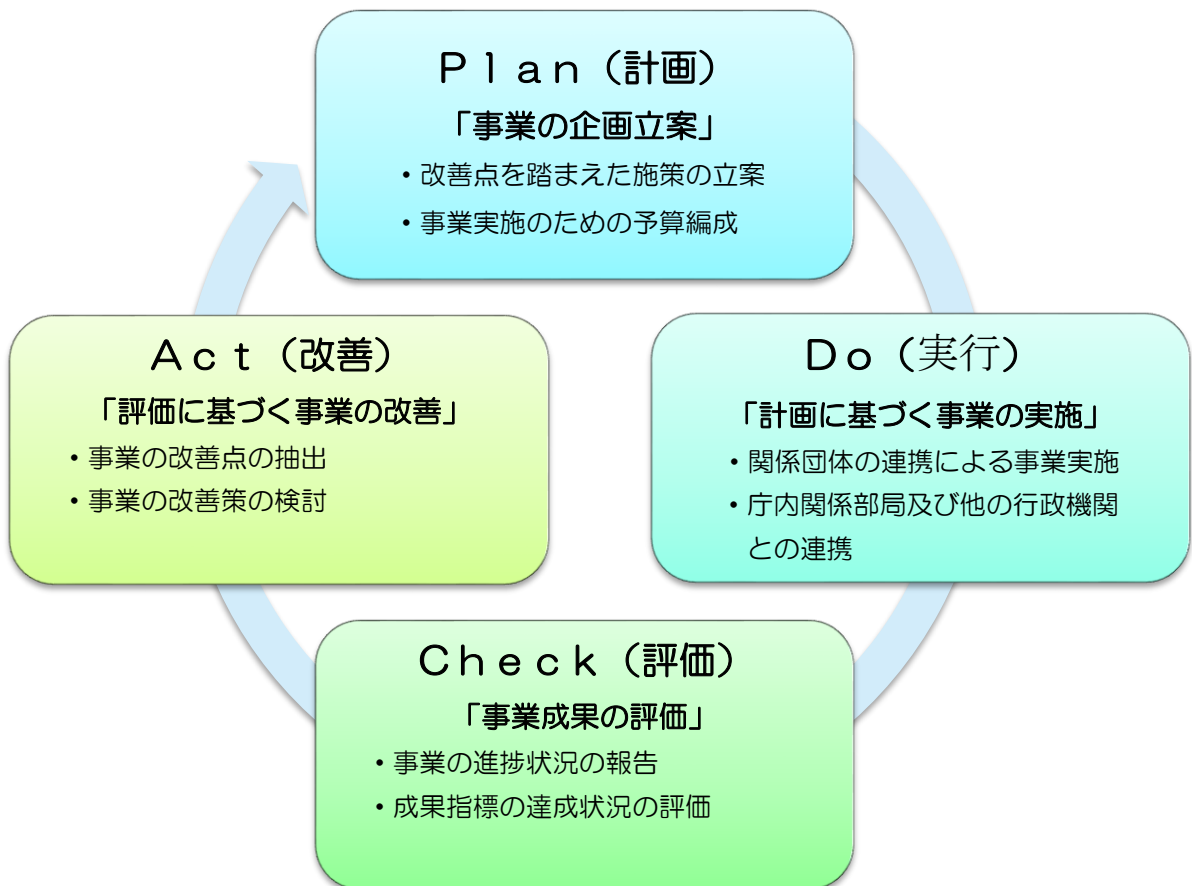 Ｐｌａｎ（計画）
「事業の企画立案」
・改善点を踏まえた施策の立案
・事業実施のための予算編成
Ｄｏ（実行）
「計画に基づく事業の実施」
・関係団体の連携による事業実施
・庁内関係部局及び他の行政機関
との連携
Ｃｈｅｃｋ（評価）
「事業成果の評価」
・事業の進捗状況の報告
・成果指標の達成状況の評価
Ａｃｔ（改善）
「評価に基づく事業の改善」
・事業の改善点の抽出
・事業の改善策の検討